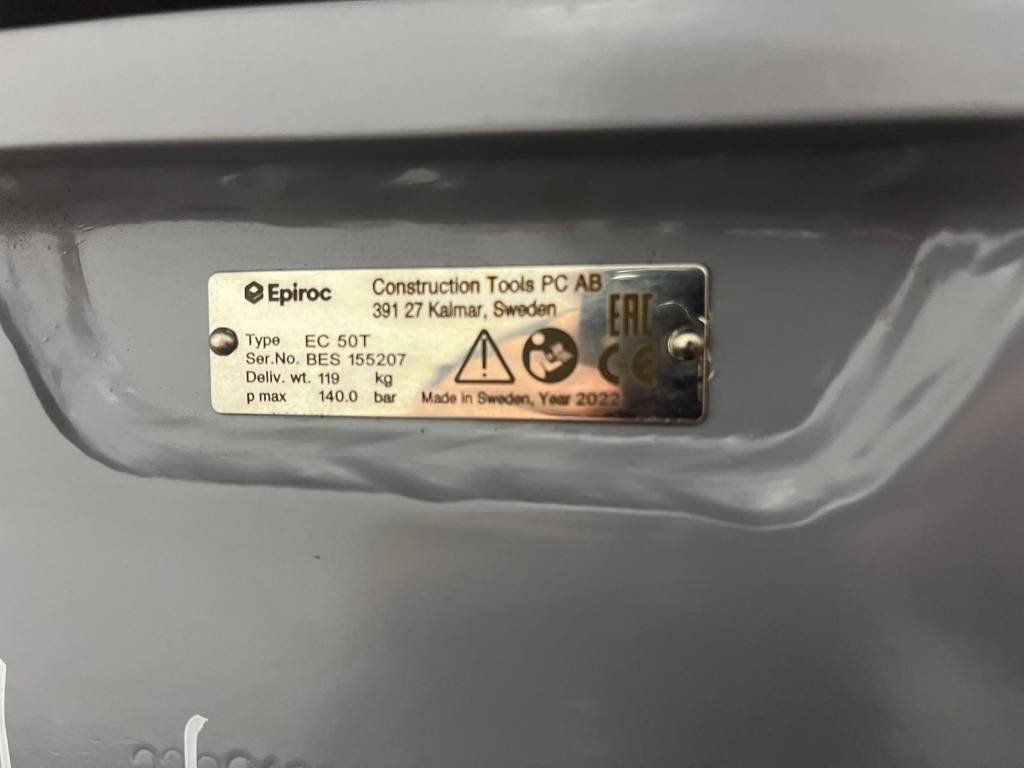 Epiroc
Construction Tools PC AB
391 27 Kalmar, Sweden
EAC
Type EC 50T
Ser.No. BES 155207
Deliv. wt. 119 kg
p max 140.0 bar
CE
Made in Sweden, Year 2022